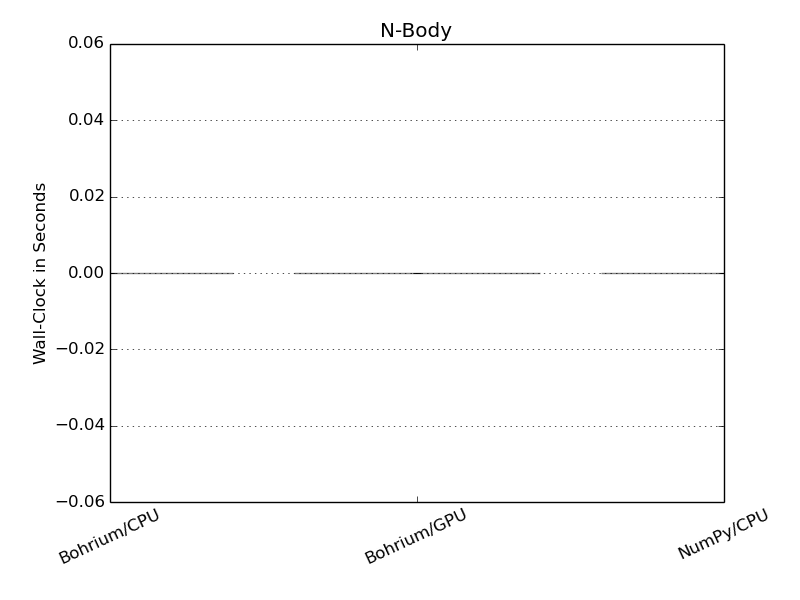 N-Body
Wall-Clock in Seconds
0.06
0.04
0.02
0.00
−0.02
−0.04
−0.06
Bohrium/CPU
Bohrium/GPU
NumPy/CPU